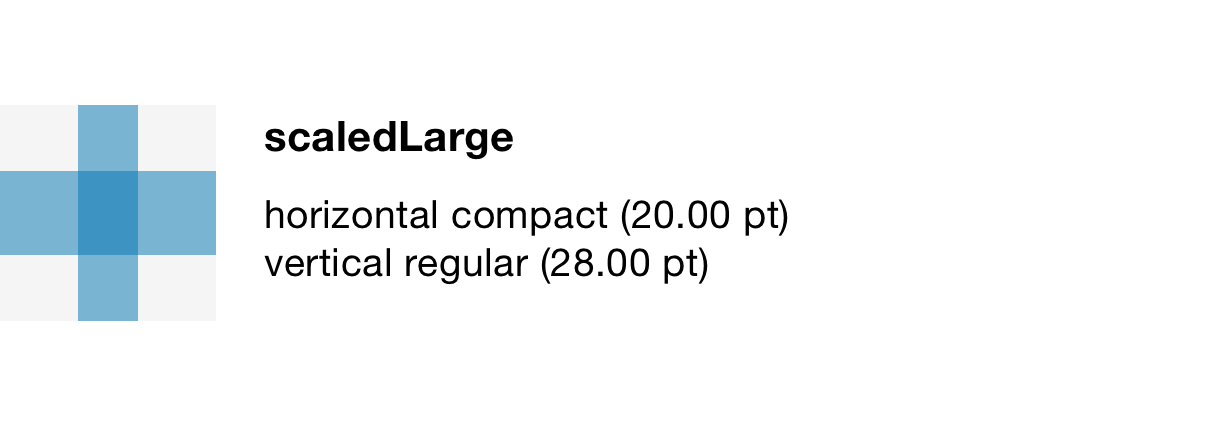 scaledLarge
horizontal compact (20.00 pt)
vertical regular (28.00 pt)